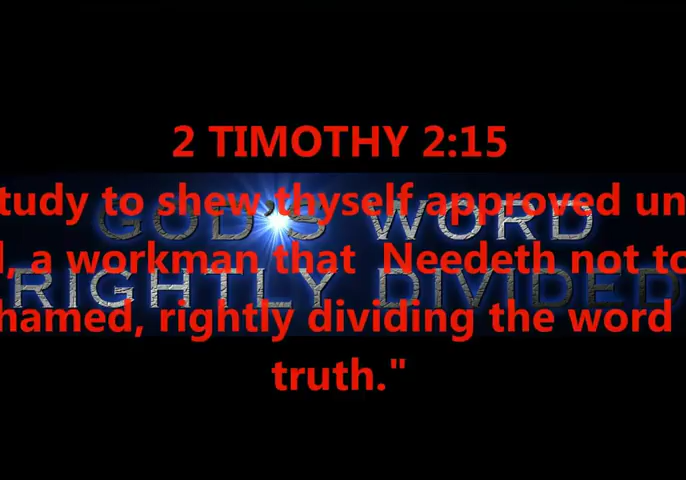 2 TIMOTHY 2:15
tudy to shew thyself approved un
GOD'S WORD
, a workman that Needeth not to
RIGHTLY DIVIDED
hamed, rightly dividing the word
truth."